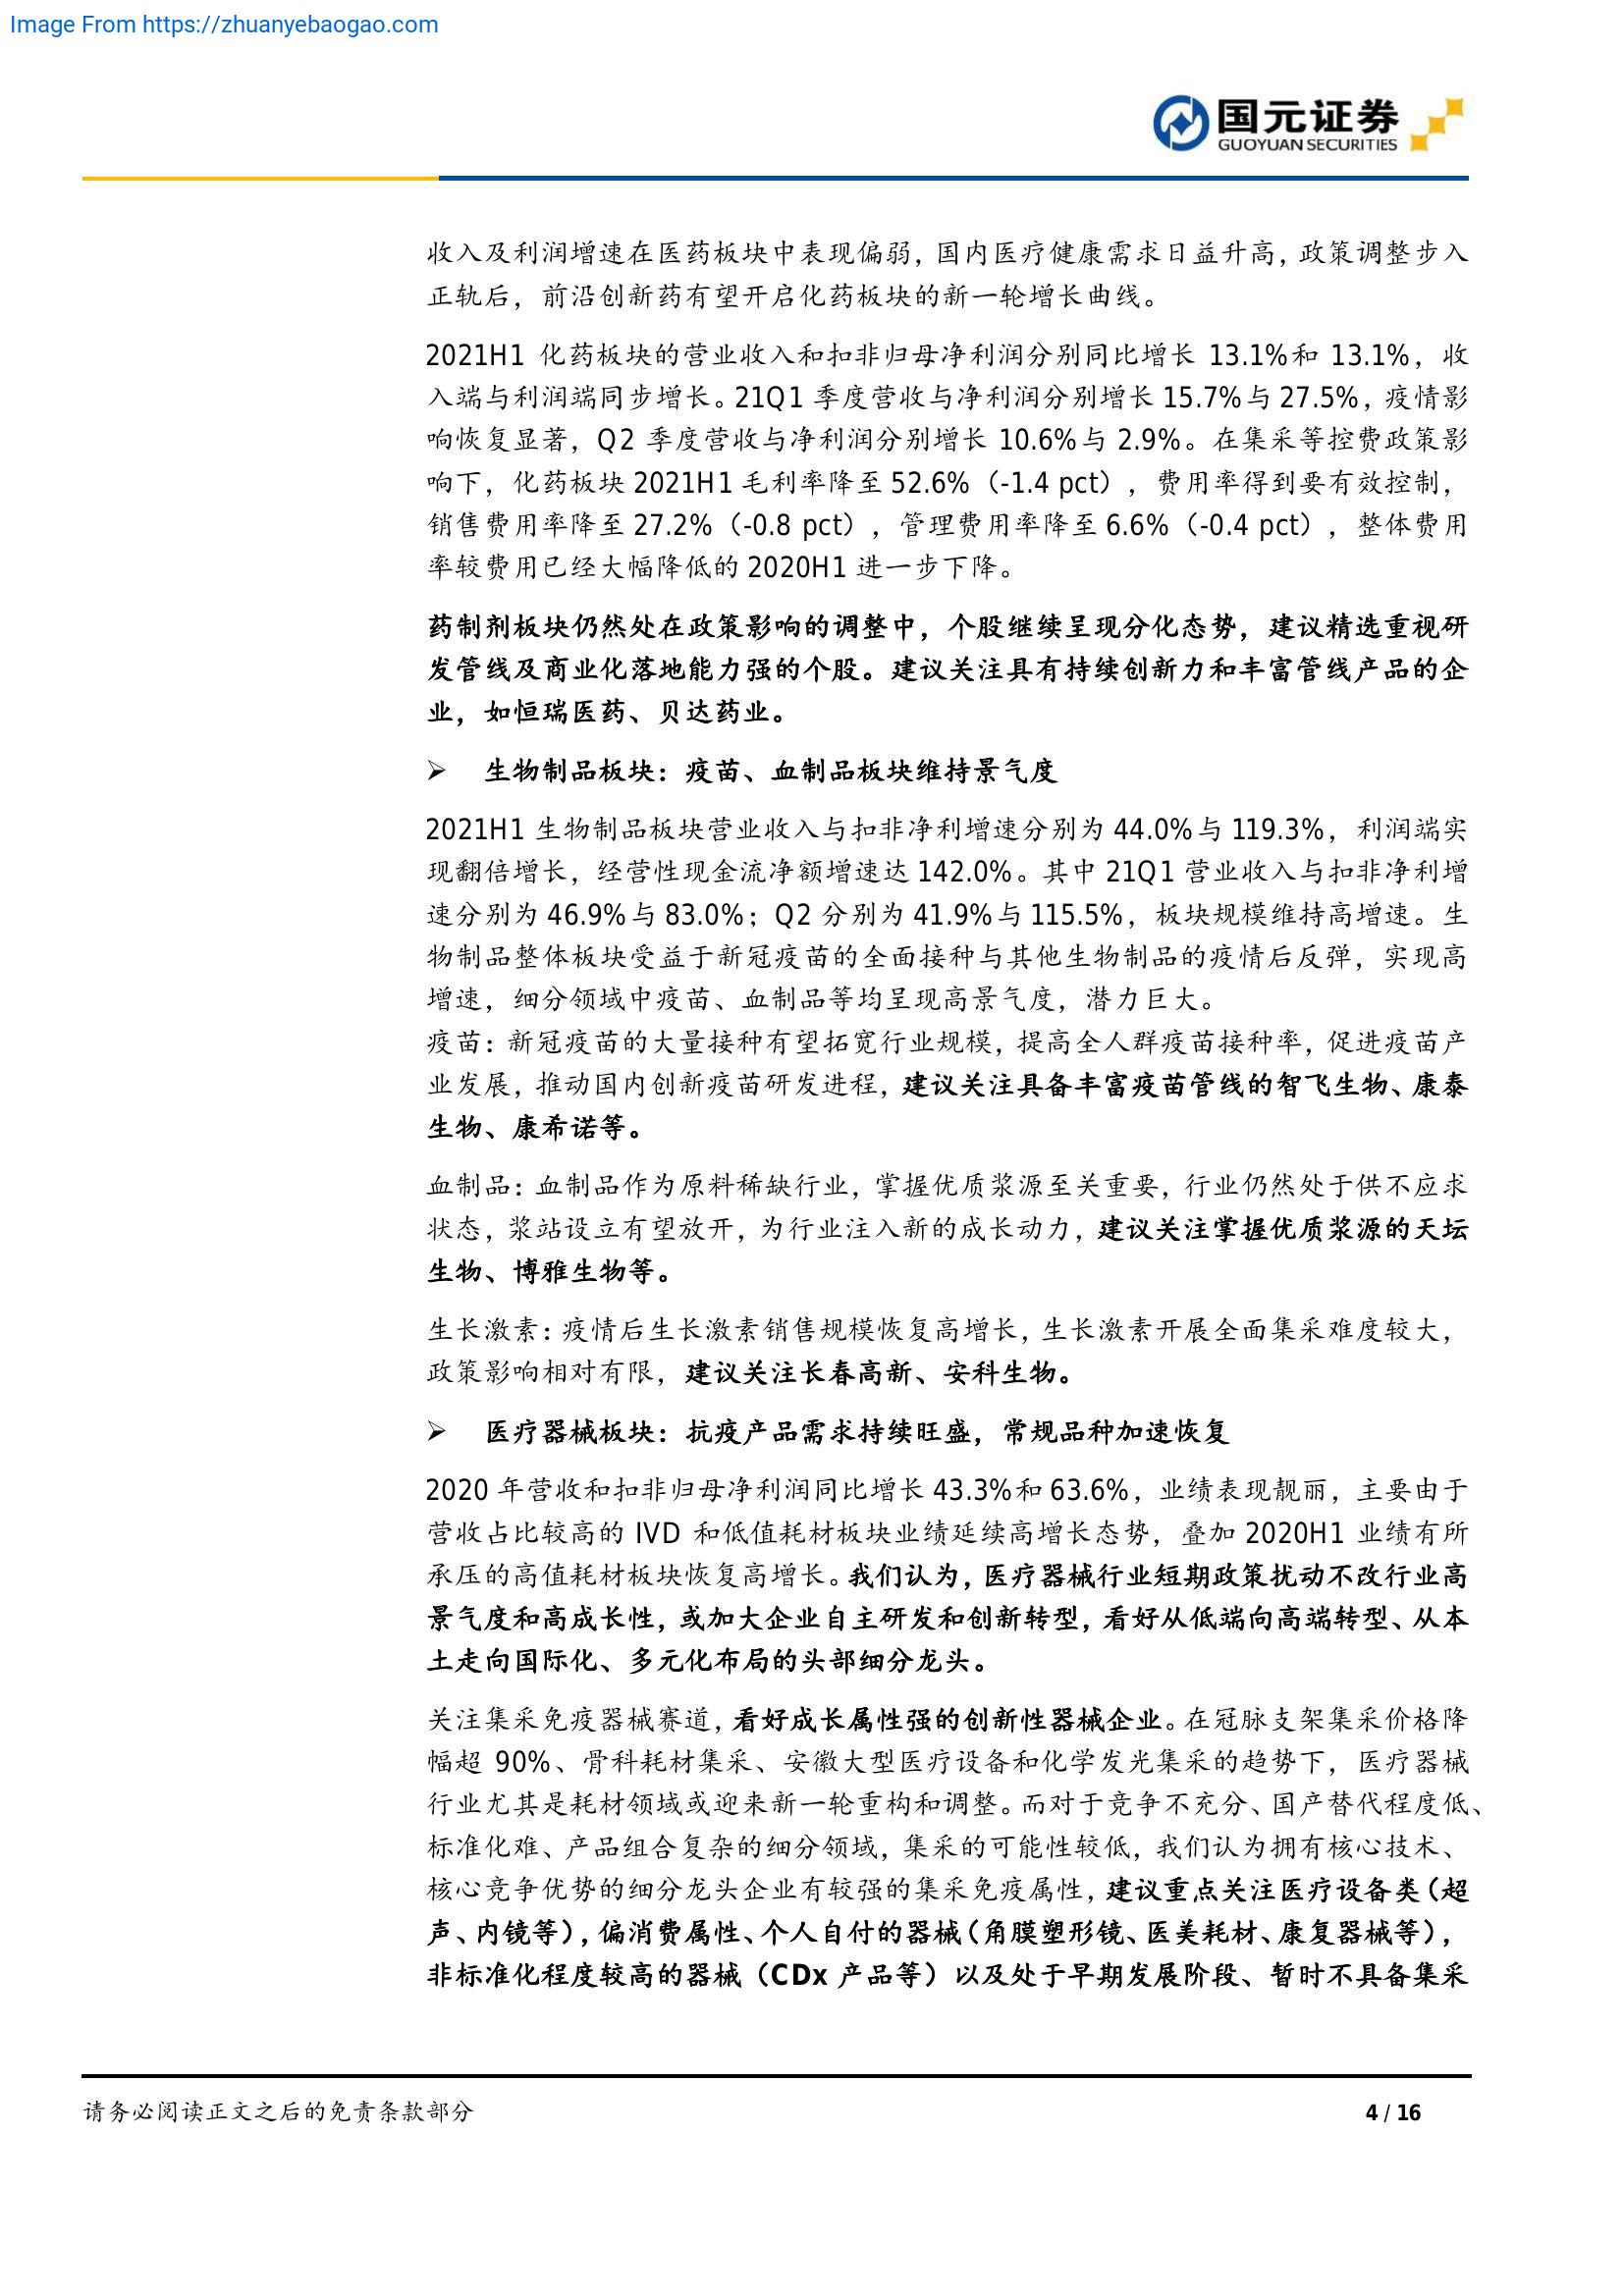 Image From https://zhuanyebaogao.com
国元证券
GUOYUAN SECURITIES
收入及利润增速在医药板块中表现偏弱，国内医疗健康需求日益升高，政策调整步入
正轨后，前沿创新药有望开启化药板块的新一轮增长曲线。
2021H1 化药板块的营业收入和扣非归母净利润分别同比增长 13.1%和 13.1%，收
入端与利润端同步增长。21Q1 季度营收与净利润分别增长 15.7%与 27.5%，疫情影
响恢复显著，Q2 季度营收与净利润分别增长 10.6%与 2.9%。在集采等控费政策影
响下，化药板块 2021H1 毛利率降至 52.6%（-1.4 pct），费用率得到要有效控制，
销售费用率降至 27.2%（-0.8 pct），管理费用率降至 6.6%（-0.4 pct），整体费用
率较费用已经大幅降低的 2020H1 进一步下降。
药制剂板块仍然处在政策影响的调整中，个股继续呈现分化态势，建议精选重视研
发管线及商业化落地能力强的个股。建议关注具有持续创新力和丰富管线产品的企
业，如恒瑞医药、贝达药业。
➢ 生物制品板块：疫苗、血制品板块维持景气度
2021H1 生物制品板块营业收入与扣非净利增速分别为 44.0%与 119.3%，利润端实
现翻倍增长，经营性现金流净额增速达 142.0%。其中 21Q1 营业收入与扣非净利增
速分别为 46.9%与 83.0%；Q2 分别为 41.9%与 115.5%，板块规模维持高增速。生
物制品整体板块受益于新冠疫苗的全面接种与其他生物制品的疫情后反弹，实现高
增速，细分领域中疫苗、血制品等均呈现高景气度，潜力巨大。
疫苗：新冠疫苗的大量接种有望拓宽行业规模，提高全人群疫苗接种率，促进疫苗产
业发展，推动国内创新疫苗研发进程，建议关注具备丰富疫苗管线的智飞生物、康泰
生物、康希诺等。
血制品：血制品作为原料稀缺行业，掌握优质浆源至关重要，行业仍然处于供不应求
状态，浆站设立有望放开，为行业注入新的成长动力，建议关注掌握优质浆源的天坛
生物、博雅生物等。
生长激素：疫情后生长激素销售规模恢复高增长，生长激素开展全面集采难度较大，
政策影响相对有限，建议关注长春高新、安科生物。
➢ 医疗器械板块：抗疫产品需求持续旺盛，常规品种加速恢复
2020 年营收和扣非归母净利润同比增长 43.3%和 63.6%，业绩表现靓丽，主要由于
营收占比较高的 IVD 和低值耗材板块业绩延续高增长态势，叠加 2020H1 业绩有所
承压的高值耗材板块恢复高增长。我们认为，医疗器械行业短期政策扰动不改行业高
景气度和高成长性，或加大企业自主研发和创新转型，看好从低端向高端转型、从本
土走向国际化、多元化布局的头部细分龙头。
关注集采免疫器械赛道，看好成长属性强的创新性器械企业。在冠脉支架集采价格降
幅超 90%、骨科耗材集采、安徽大型医疗设备和化学发光集采的趋势下，医疗器械
行业尤其是耗材领域或迎来新一轮重构和调整。而对于竞争不充分、国产替代程度低、
标准化难、产品组合复杂的细分领域，集采的可能性较低，我们认为拥有核心技术、
核心竞争优势的细分龙头企业有较强的集采免疫属性，建议重点关注医疗设备类（超
声、内镜等），偏消费属性、个人自付的器械（角膜塑形镜、医美耗材、康复器械等），
非标准化程度较高的器械（CDx 产品等）以及处于早期发展阶段、暂时不具备集采
请务必阅读正文之后的免责条款部分
4 / 16